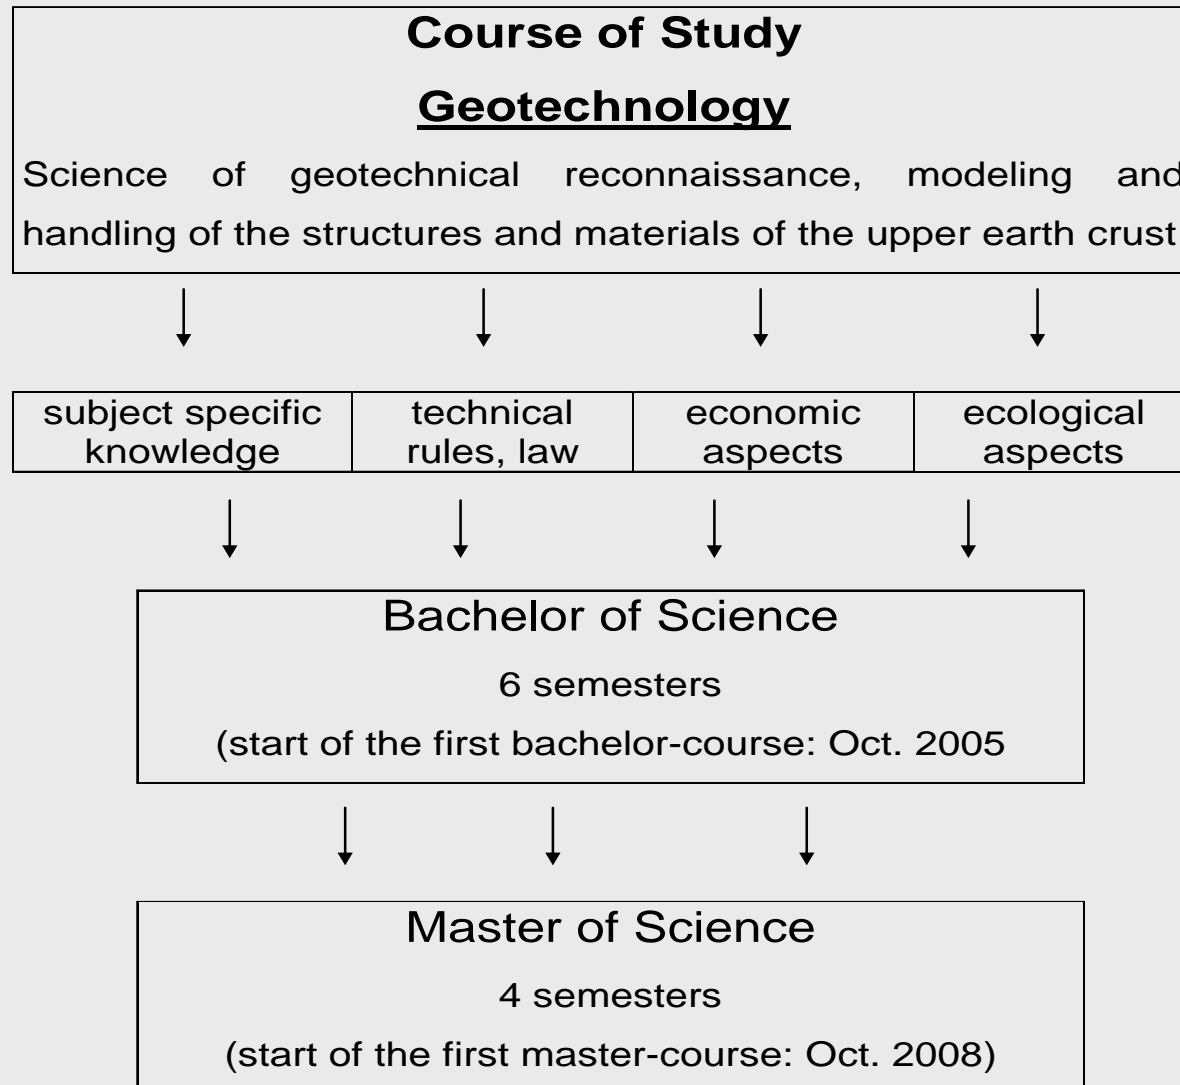 Course of Study
Geotechnology
Science of geotechnical reconnaissance, modeling and
handling of the structures and materials of the upper earth crust
subject specific knowledge
technical rules, law
economic aspects
ecological aspects
Bachelor of Science
6 semesters
(start of the first bachelor-course: Oct. 2005
Master of Science
4 semesters
(start of the first master-course: Oct. 2008)